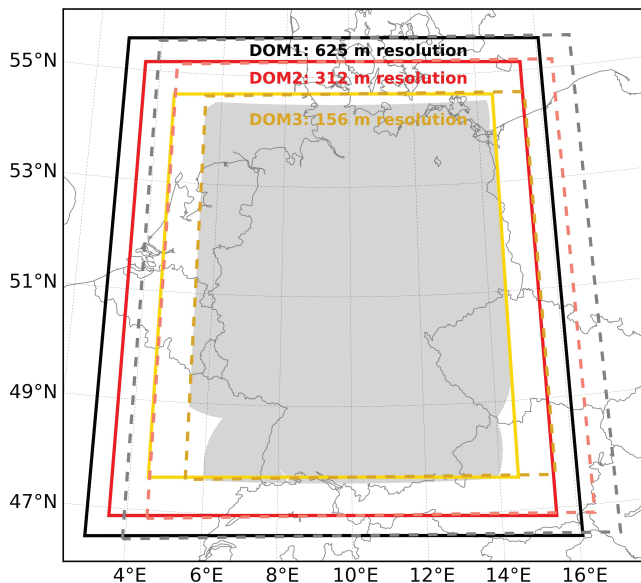 DOM1: 625 m resolution
DOM2: 312 m resolution
DOM3: 156 m resolution
55°N
53°N
51°N
49°N
47°N
4°E 6°E 8°E 10°E 12°E 14°E 16°E